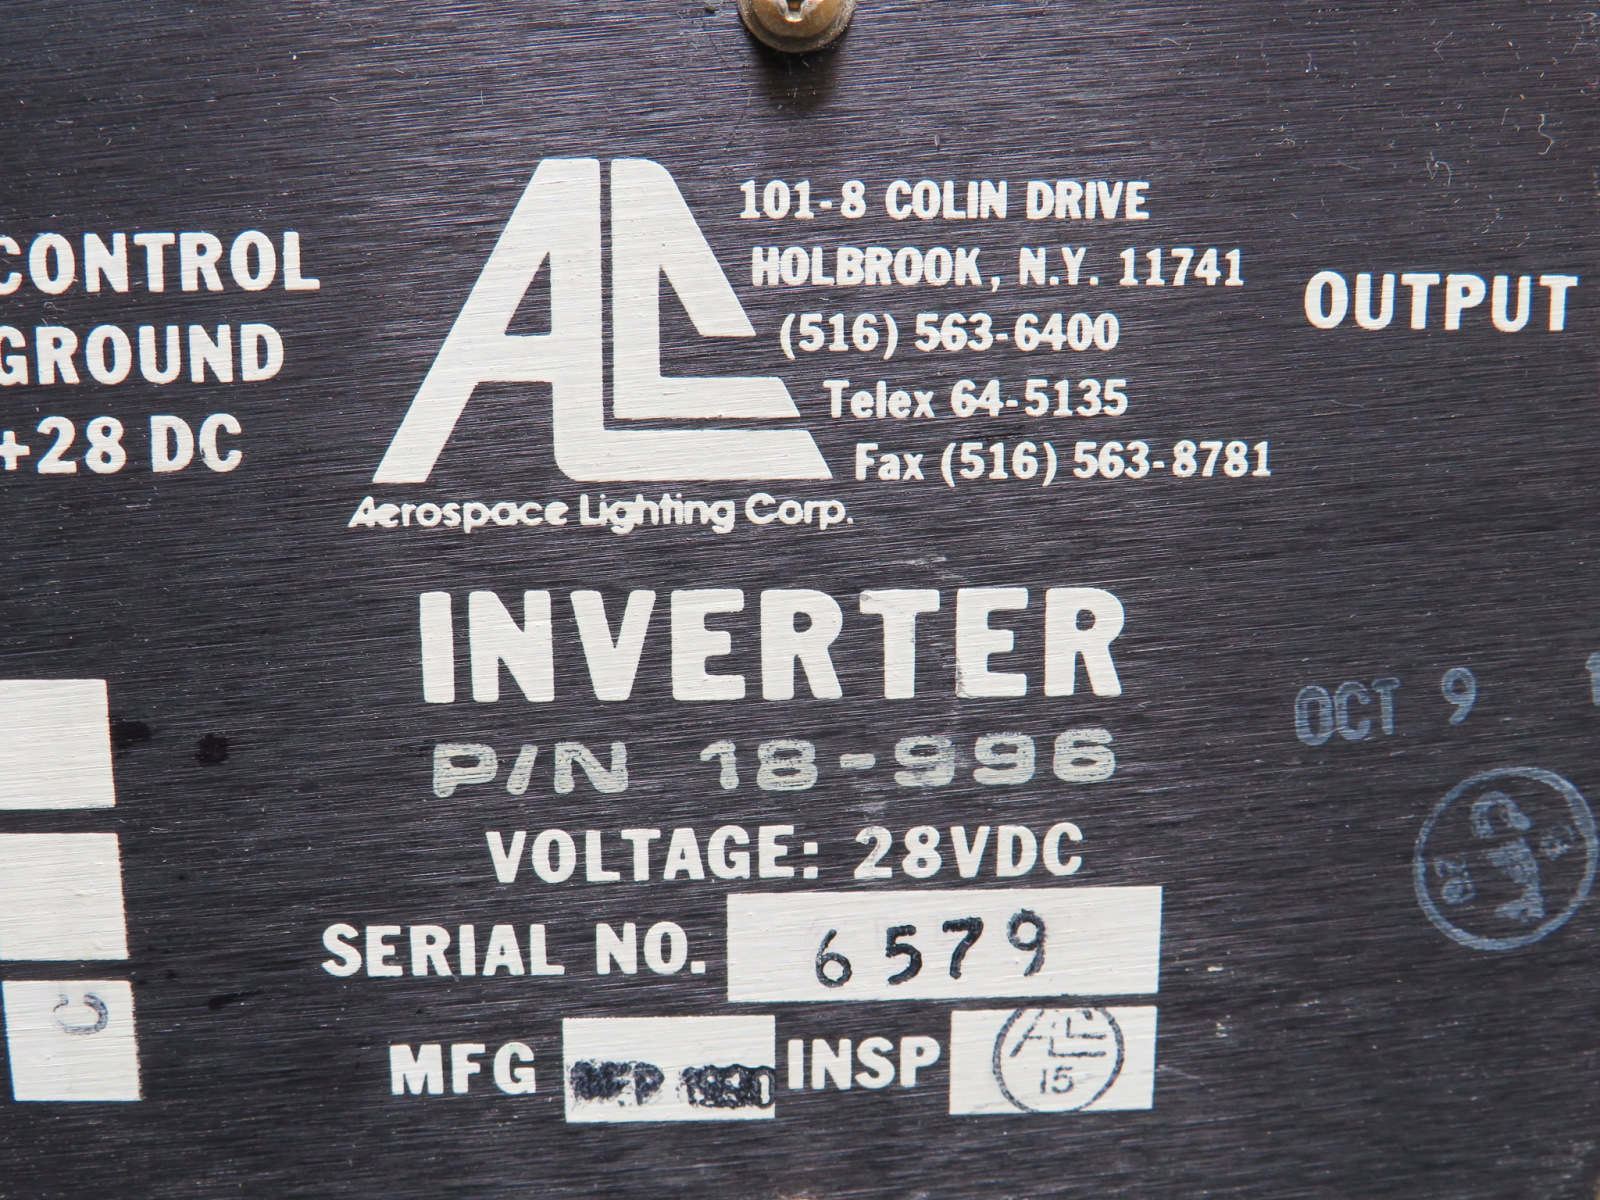 101-8 COLIN DRIVE
HOLBROOK, N.Y. 11741
(516) 563-6400
Telex 64-5135
Fax (516) 563-8781
Aerospace Lighting Corp.
CONTROL
GROUND
+28 DC
OUTPUT
INVERTER
P/N 18-996
VOLTAGE: 28VDC
SERIAL NO. 6579
MFG
INSP ALC 15
OCT 9
C